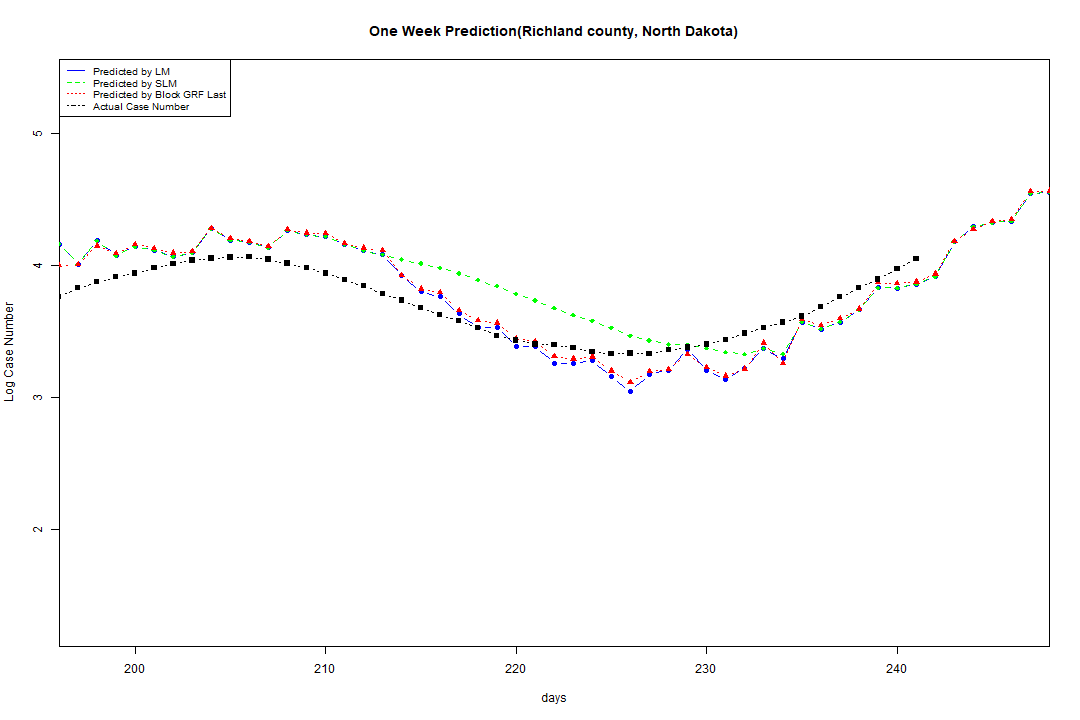 One Week Prediction(Richland county, North Dakota)
Predicted by LM
Predicted by SLM
Predicted by Block GRF Last
Actual Case Number
5
4
3
2
Log Case Number
200 210 220 230 240
days